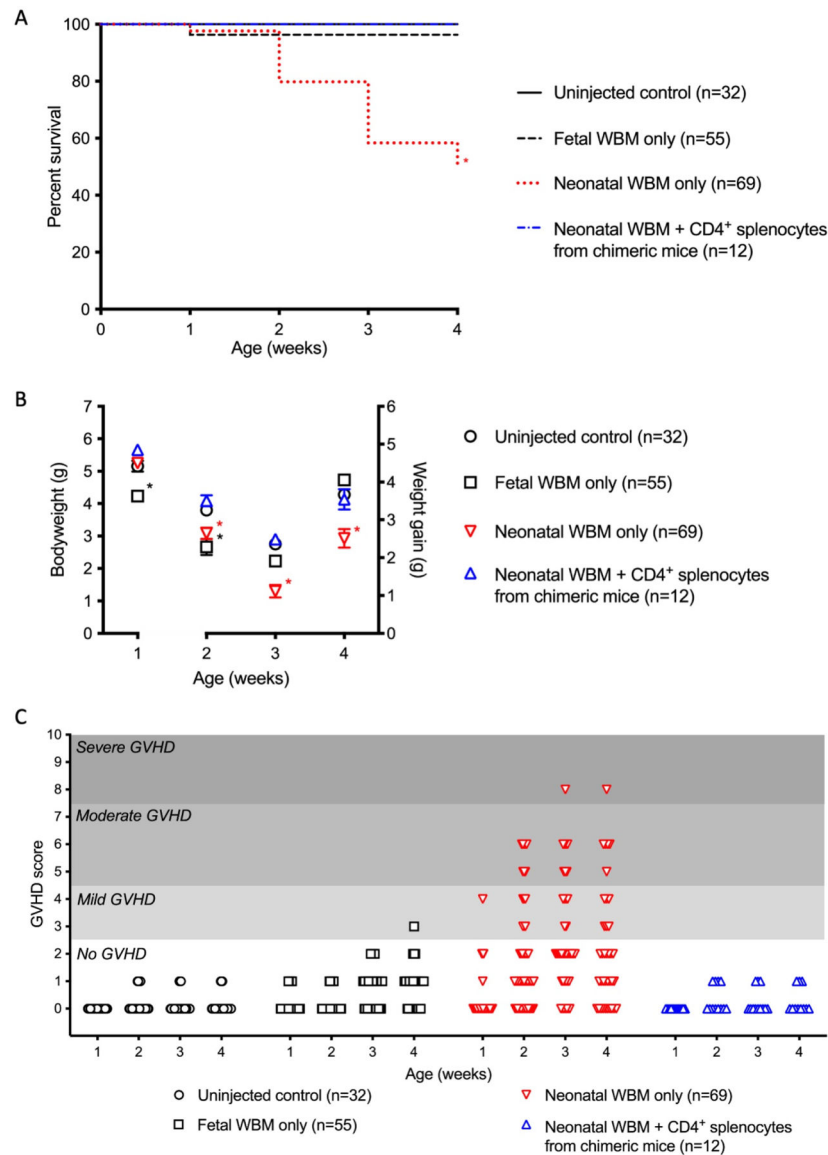 A
100
80
60
40
20
0
Percent survival
0 1 2 3 4
Age (weeks)
*
Uninjected control (n=32)
Fetal WBM only (n=55)
Neonatal WBM only (n=69)
Neonatal WBM + CD4+ splenocytes
from chimeric mice (n=12)
B
7
6
5
4
3
2
1
0
Bodyweight (g)
6
5
4
3
2
1
0
Weight gain (g)
*
*
*
*
*
1 2 3 4
Age (weeks)
Uninjected control (n=32)
Fetal WBM only (n=55)
Neonatal WBM only (n=69)
Neonatal WBM + CD4+ splenocytes
from chimeric mice (n=12)
C
10
9
8
7
6
5
4
3
2
1
0
GVHD score
Severe GVHD
Moderate GVHD
Mild GVHD
No GVHD
1 2 3 4 1 2 3 4 1 2 3 4 1 2 3 4
Age (weeks)
Uninjected control (n=32)
Fetal WBM only (n=55)
Neonatal WBM only (n=69)
Neonatal WBM + CD4+ splenocytes
from chimeric mice (n=12)